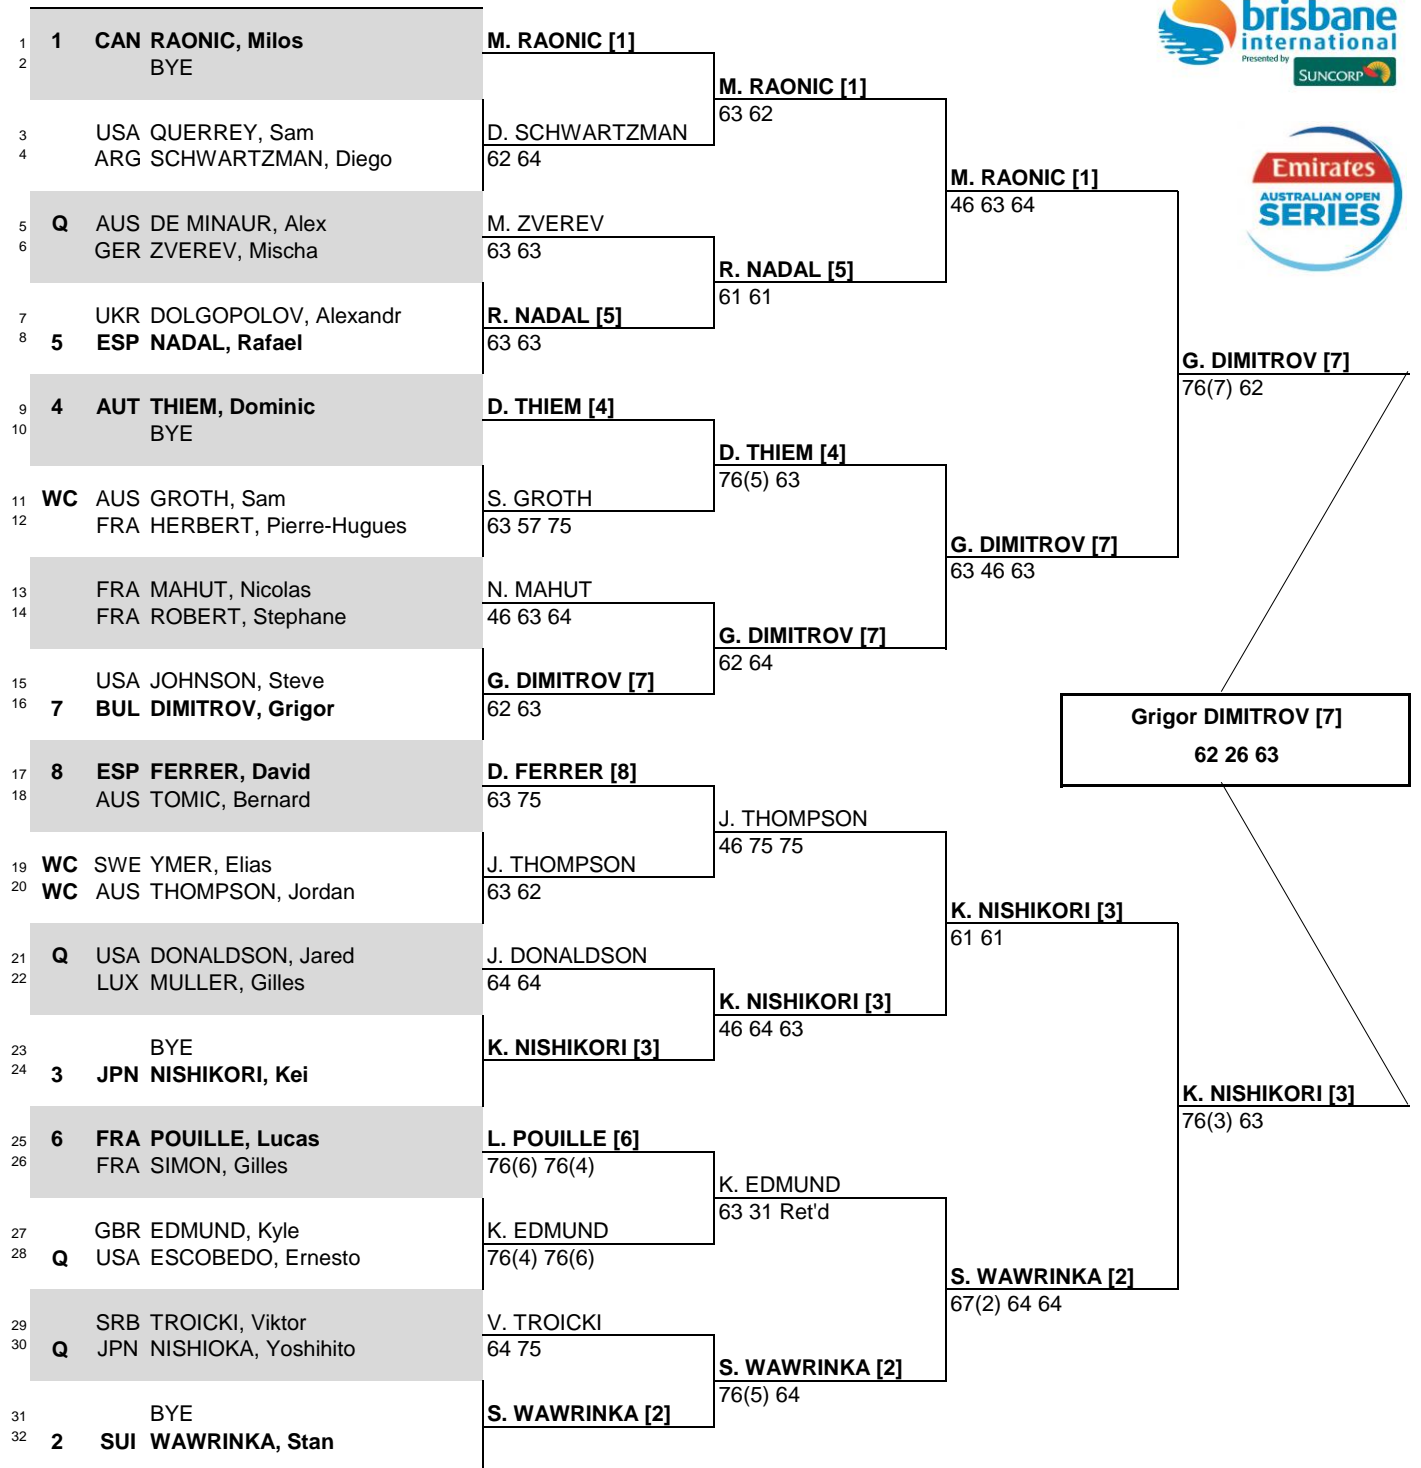 brisbane
international
Presented by
SUNCORP
Emirates
AUSTRALIAN OPEN
SERIES
1 1 CAN RAONIC, Milos
2 BYE
3 USA QUERREY, Sam
4 ARG SCHWARTZMAN, Diego
5 Q AUS DE MINAUR, Alex
6 GER ZVEREV, Mischa
7 UKR DOLGOPOLOV, Alexandr
8 5 ESP NADAL, Rafael
9 4 AUT THIEM, Dominic
10 BYE
11 WC AUS GROTH, Sam
12 FRA HERBERT, Pierre-Hugues
13 FRA MAHUT, Nicolas
14 FRA ROBERT, Stephane
15 USA JOHNSON, Steve
16 7 BUL DIMITROV, Grigor
17 8 ESP FERRER, David
18 AUS TOMIC, Bernard
19 WC SWE YMER, Elias
20 WC AUS THOMPSON, Jordan
21 Q USA DONALDSON, Jared
22 LUX MULLER, Gilles
23 BYE
24 3 JPN NISHIKORI, Kei
25 6 FRA POUILLE, Lucas
26 FRA SIMON, Gilles
27 GBR EDMUND, Kyle
28 Q USA ESCOBEDO, Ernesto
29 SRB TROICKI, Viktor
30 Q JPN NISHIOKA, Yoshihito
31 BYE
32 2 SUI WAWRINKA, Stan
M. RAONIC [1]
D. SCHWARTZMAN
62 64
M. ZVEREV
63 63
R. NADAL [5]
63 63
D. THIEM [4]
S. GROTH
63 57 75
N. MAHUT
46 63 64
G. DIMITROV [7]
62 63
D. FERRER [8]
63 75
J. THOMPSON
63 62
J. DONALDSON
64 64
K. NISHIKORI [3]
L. POUILLE [6]
76(6) 76(4)
K. EDMUND
76(4) 76(6)
V. TROICKI
64 75
S. WAWRINKA [2]
M. RAONIC [1]
63 62
R. NADAL [5]
61 61
D. THIEM [4]
76(5) 63
G. DIMITROV [7]
62 64
J. THOMPSON
46 75 75
K. NISHIKORI [3]
46 64 63
K. EDMUND
63 31 Ret'd
S. WAWRINKA [2]
76(5) 64
M. RAONIC [1]
46 63 64
G. DIMITROV [7]
63 46 63
K. NISHIKORI [3]
61 61
S. WAWRINKA [2]
67(2) 64 64
G. DIMITROV [7]
76(7) 62
K. NISHIKORI [3]
76(3) 63
Grigor DIMITROV [7]
62 26 63